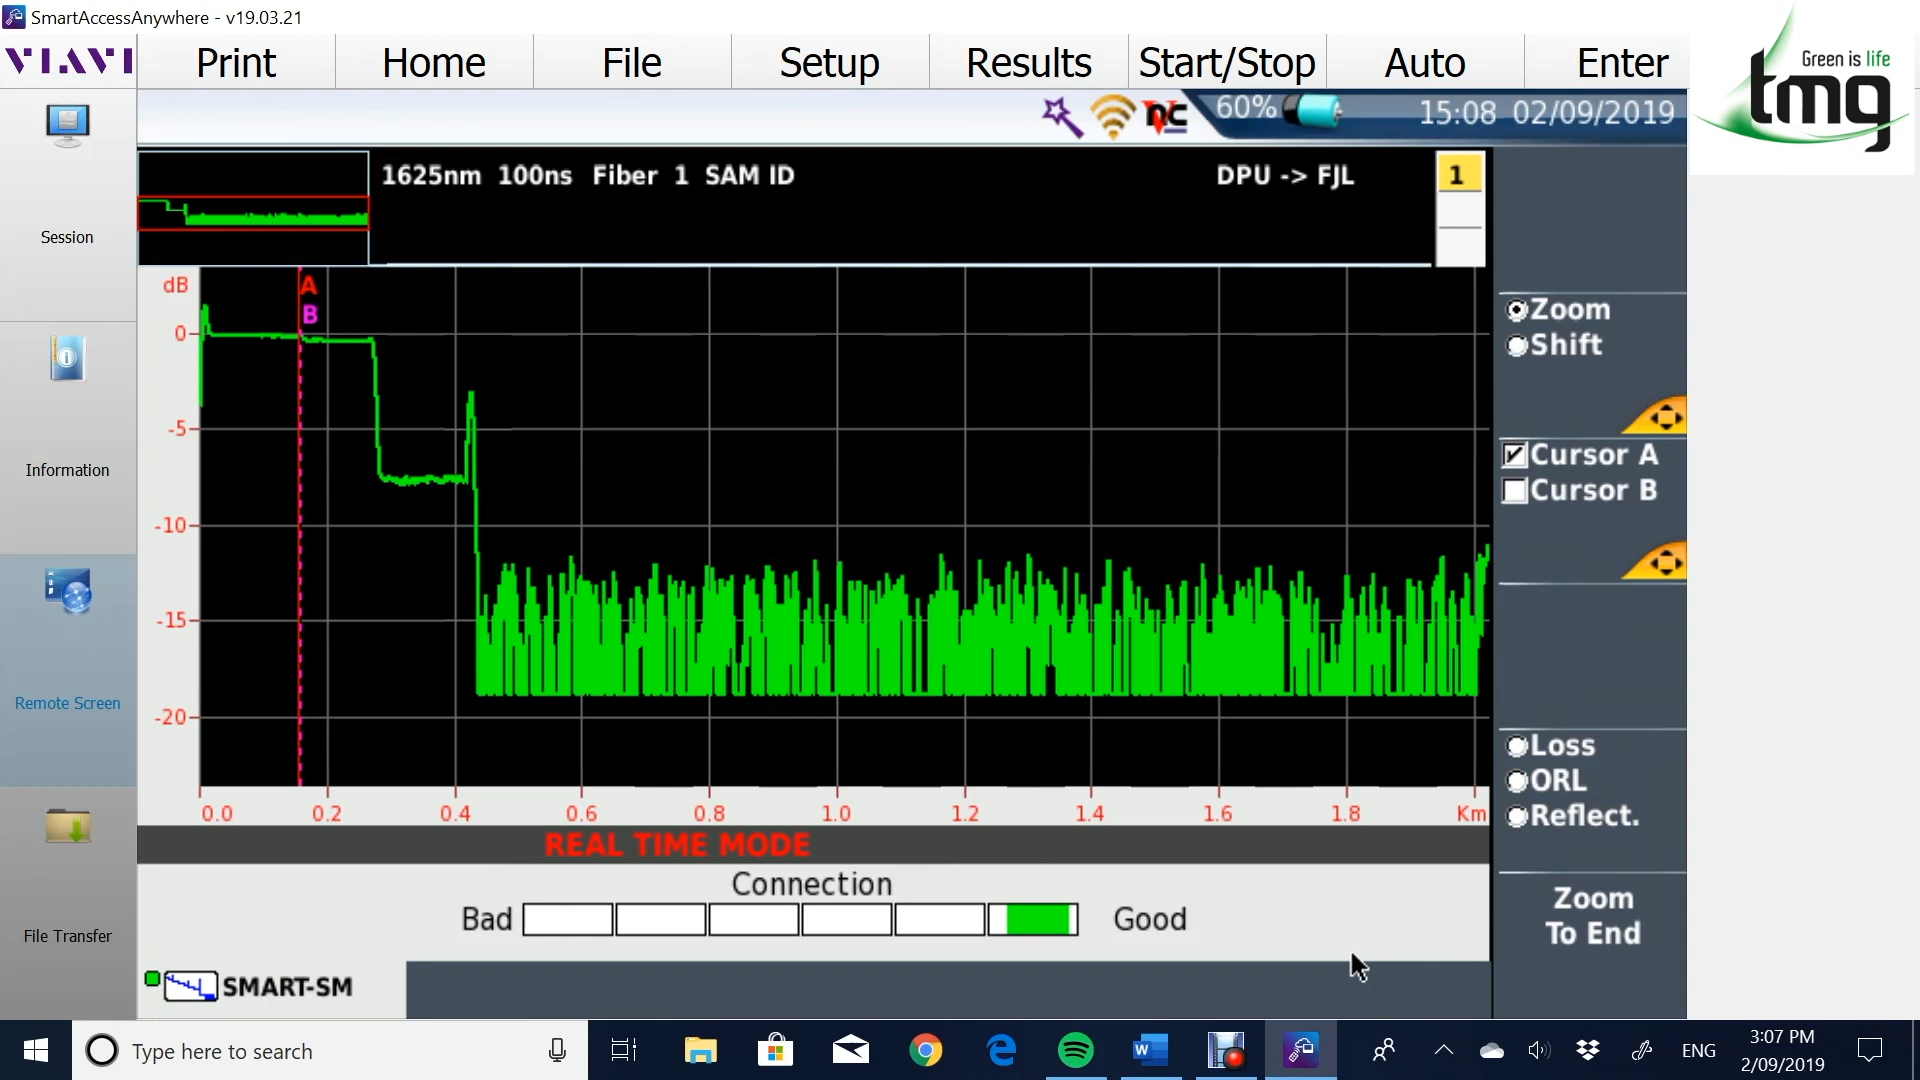 SmartAccessAnywhere - v19.03.21
VIAVI
Print Home File Setup Results Start/Stop Auto Enter
Green is life
tmg
60% 15:08 02/09/2019
Session
1625nm 100ns Fiber 1 SAM ID DPU -> FJL 1
dB
A
B
0
-5
-10
-15
-20
0.0 0.2 0.4 0.6 0.8 1.0 1.2 1.4 1.6 1.8 Km
Zoom
Shift
Cursor A
Cursor B
Loss
ORL
Reflect.
Zoom
To End
Information
Remote Screen
File Transfer
REAL TIME MODE
Connection
Bad Good
SMART-SM
Type here to search
ENG
3:07 PM
2/09/2019